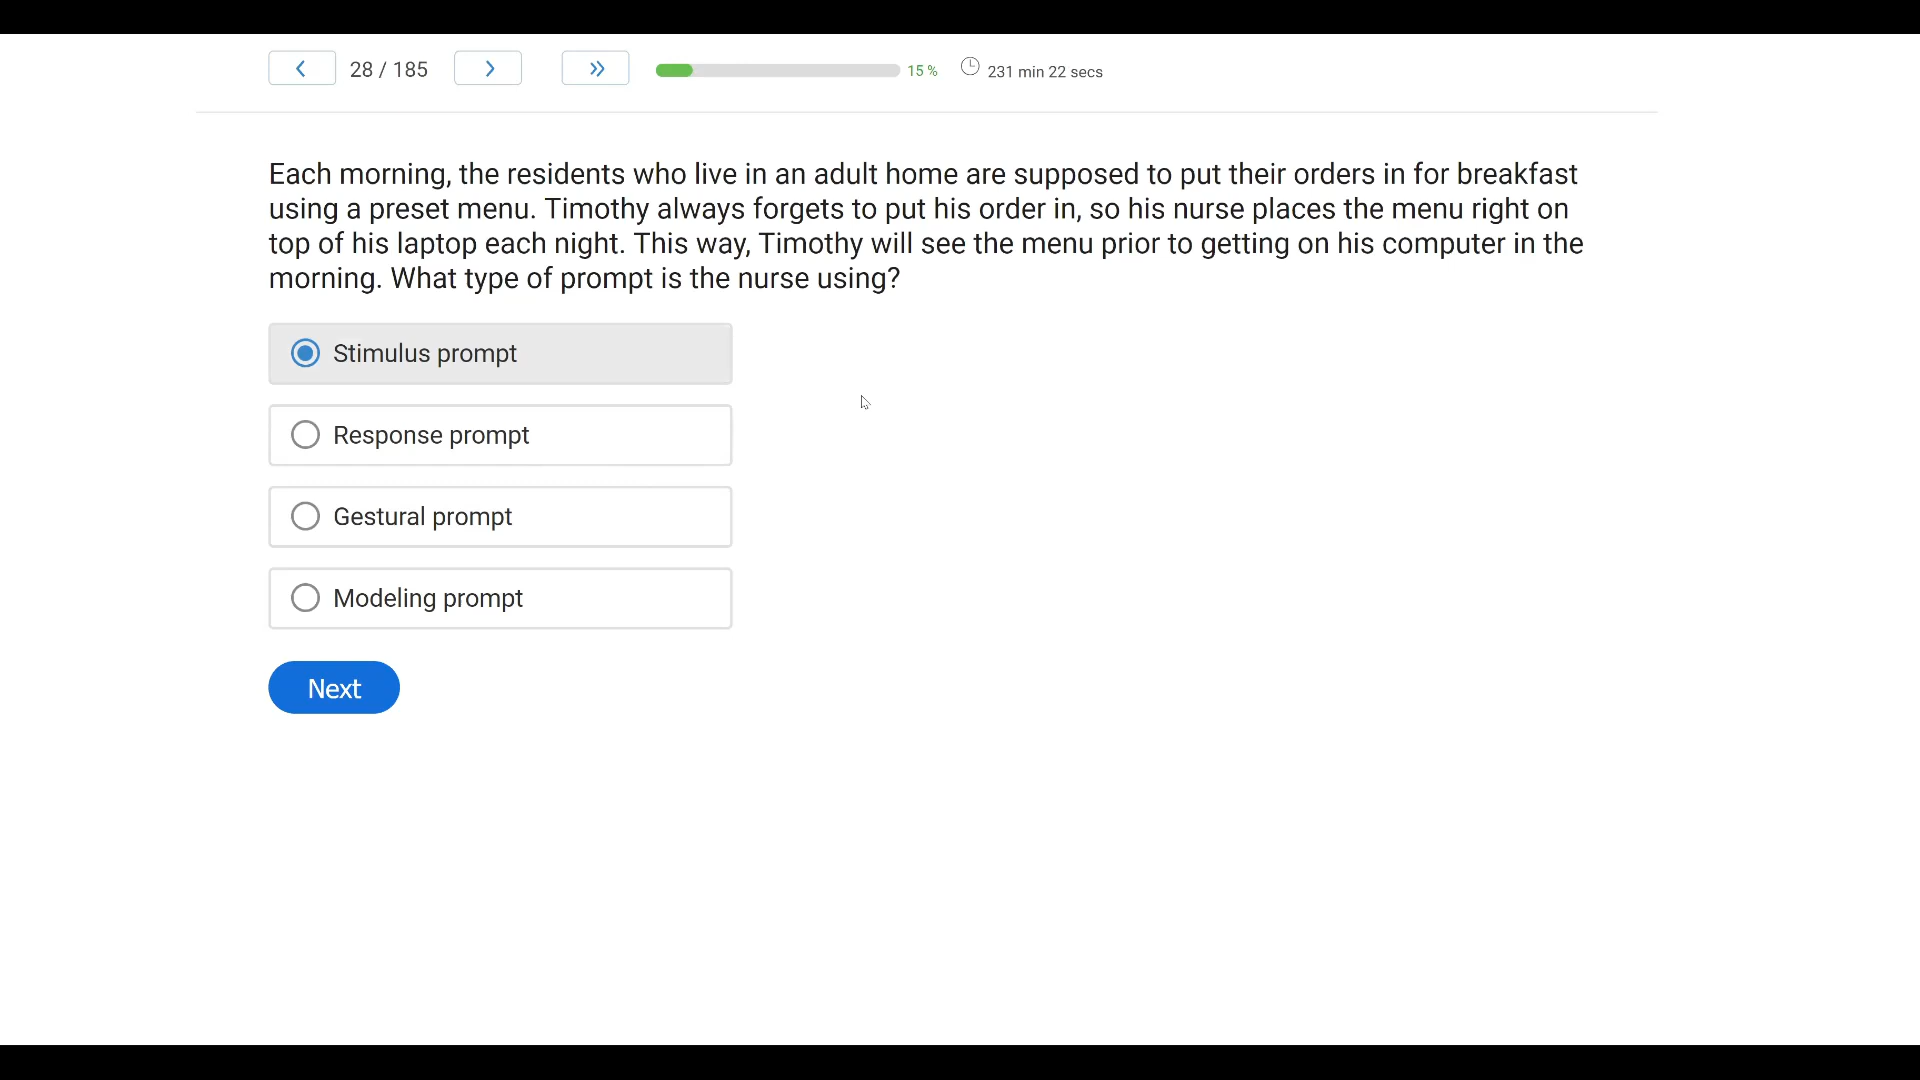 28 / 185
15 %
231 min 22 secs
Each morning, the residents who live in an adult home are supposed to put their orders in for breakfast
using a preset menu. Timothy always forgets to put his order in, so his nurse places the menu right on
top of his laptop each night. This way, Timothy will see the menu prior to getting on his computer in the
morning. What type of prompt is the nurse using?
Stimulus prompt
Response prompt
Gestural prompt
Modeling prompt
Next